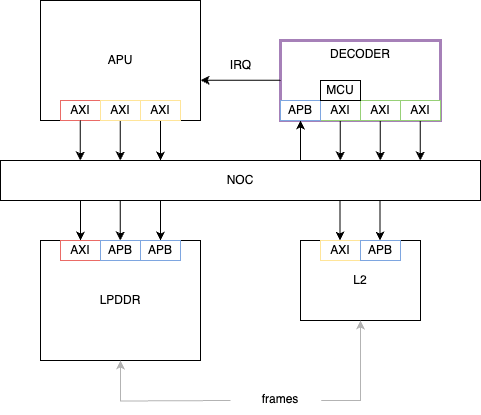 APU
DECODER
IRQ
MCU
AXI AXI AXI
APB AXI AXI AXI
NOC
AXI APB APB
AXI APB
LPDDR
L2
frames